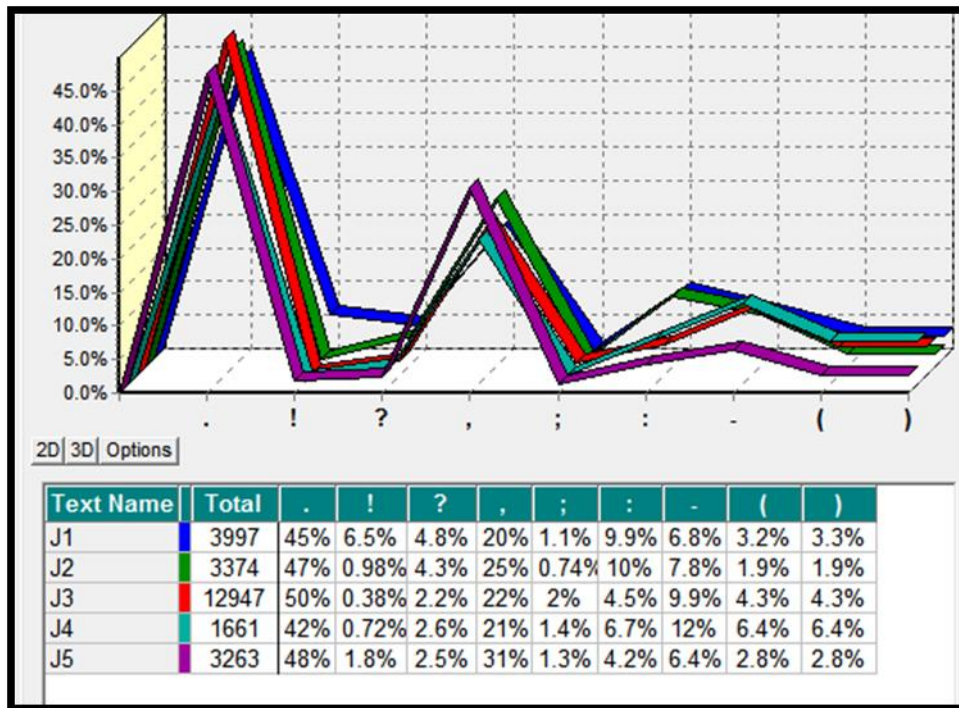 45.0%
40.0%
35.0%
30.0%
25.0%
20.0%
15.0%
10.0%
5.0%
0.0%
. ! ? , ; : - ( )
2D 3D Options
Text Name Total . ! ? , ; : - ( )
J1 3997 45% 6.5% 4.8% 20% 1.1% 9.9% 6.8% 3.2% 3.3%
J2 3374 47% 0.98% 4.3% 25% 0.74% 10% 7.8% 1.9% 1.9%
J3 12947 50% 0.38% 2.2% 22% 2% 4.5% 9.9% 4.3% 4.3%
J4 1661 42% 0.72% 2.6% 21% 1.4% 6.7% 12% 6.4% 6.4%
J5 3263 48% 1.8% 2.5% 31% 1.3% 4.2% 6.4% 2.8% 2.8%